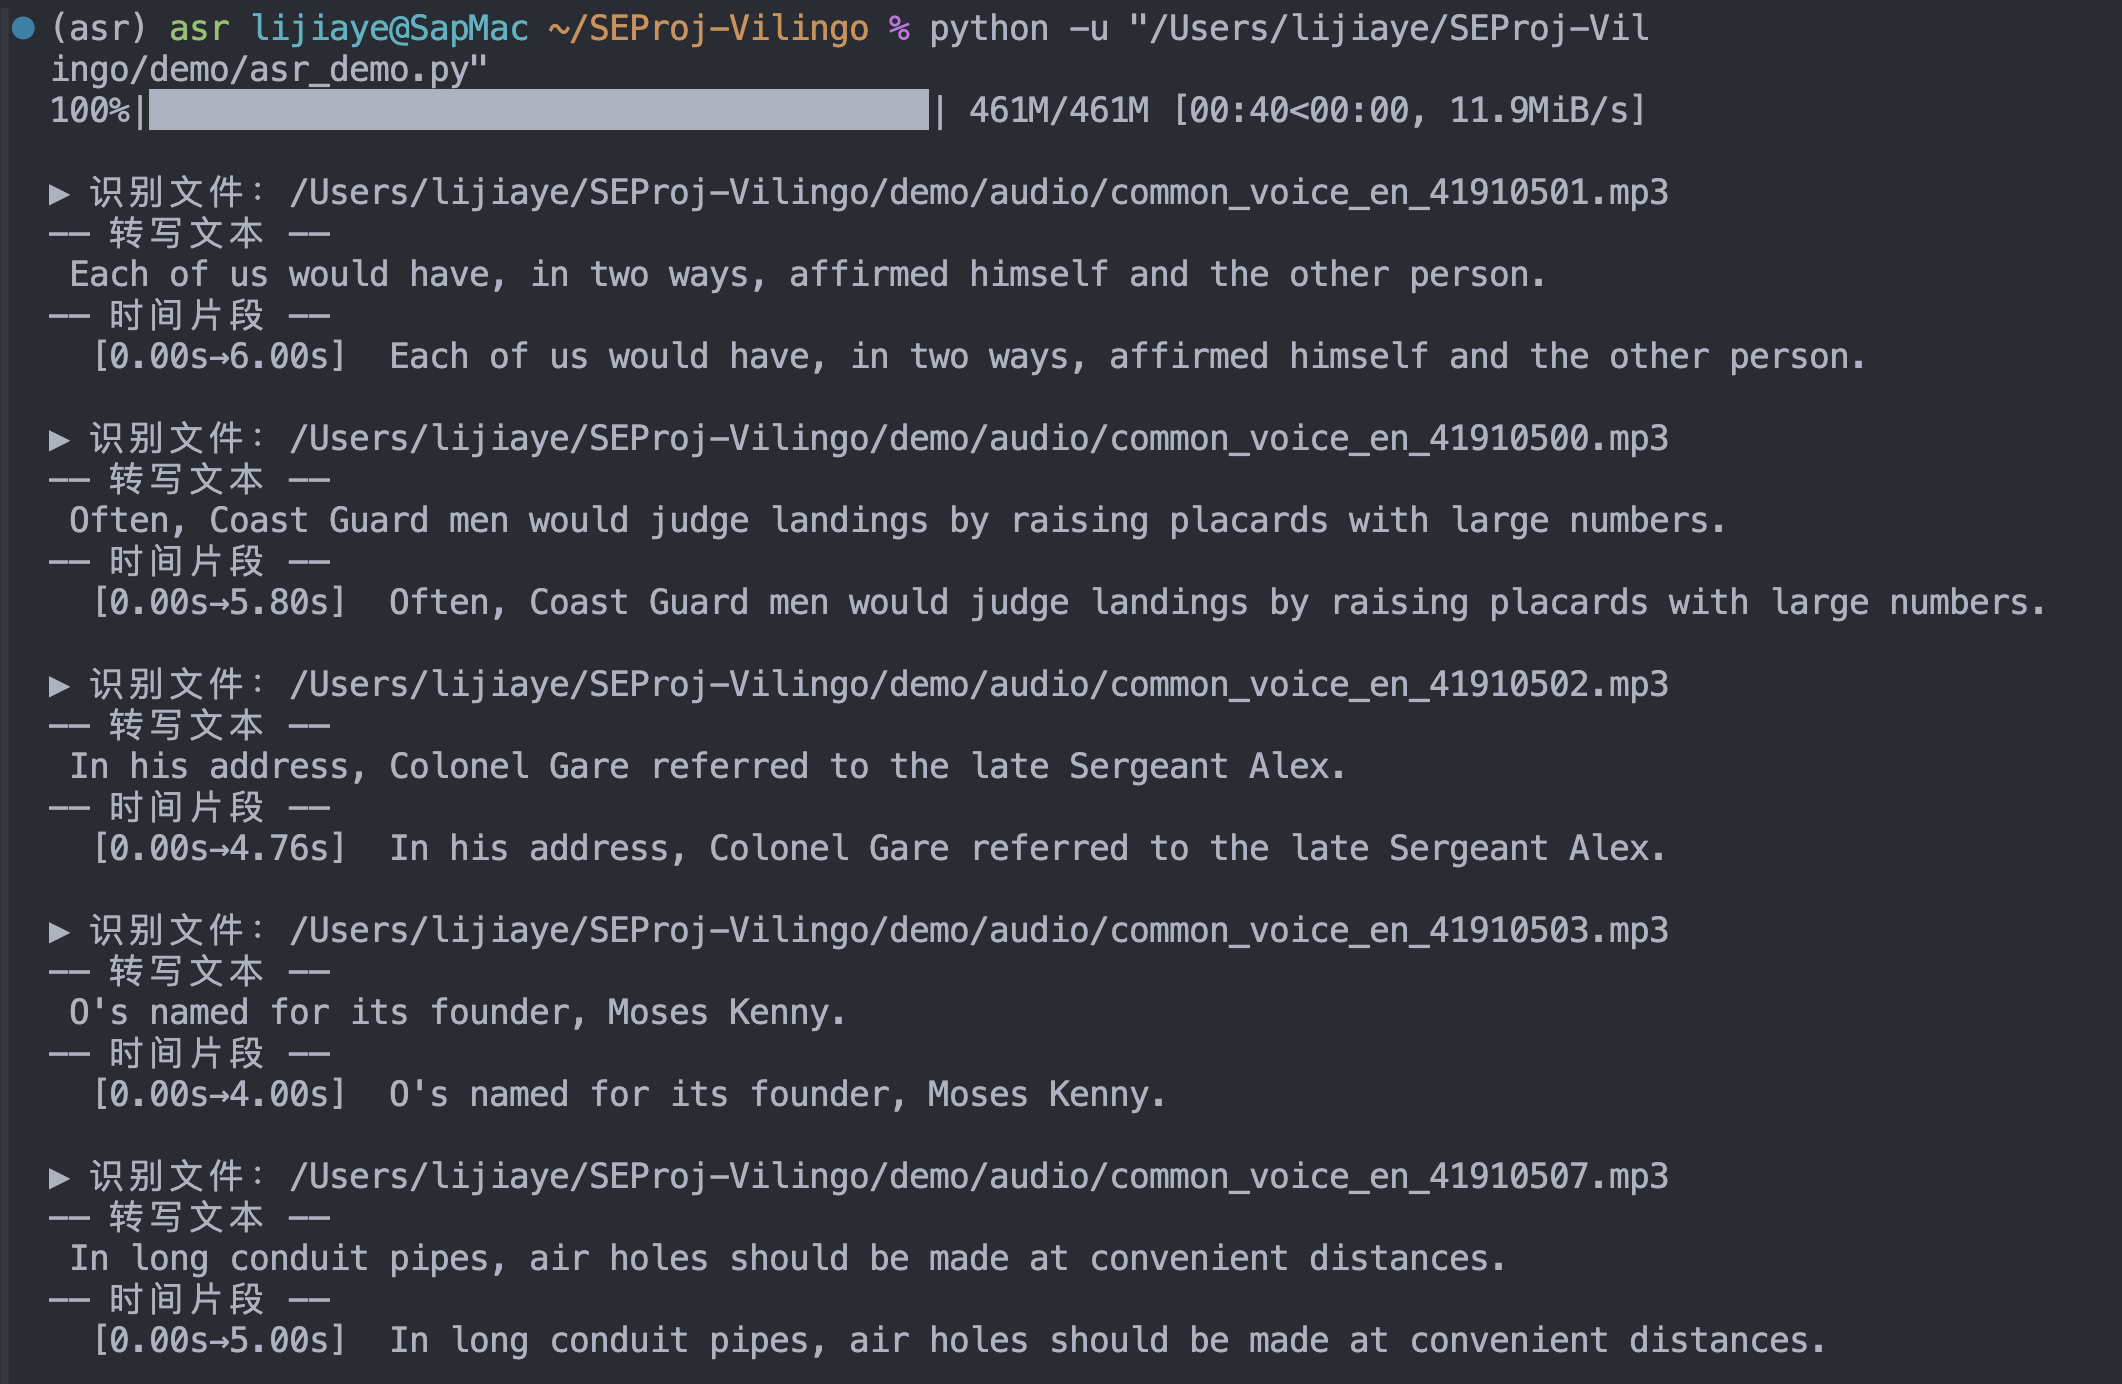 (asr) asr lijiaye@SapMac ~/SEProj-Vilingo % python -u "/Users/lijiaye/SEProj-Vil
ingo/demo/asr_demo.py"
100%|████████████████████████████████████████| 461M/461M [00:40<00:00, 11.9MiB/s]
▶ 识别文件: /Users/lijiaye/SEProj-Vilingo/demo/audio/common_voice_en_41910501.mp3
—— 转写文本 ——
Each of us would have, in two ways, affirmed himself and the other person.
—— 时间片段 ——
[0.00s→6.00s]  Each of us would have, in two ways, affirmed himself and the other person.
▶ 识别文件: /Users/lijiaye/SEProj-Vilingo/demo/audio/common_voice_en_41910500.mp3
—— 转写文本 ——
Often, Coast Guard men would judge landings by raising placards with large numbers.
—— 时间片段 ——
[0.00s→5.80s]  Often, Coast Guard men would judge landings by raising placards with large numbers.
▶ 识别文件: /Users/lijiaye/SEProj-Vilingo/demo/audio/common_voice_en_41910502.mp3
—— 转写文本 ——
In his address, Colonel Gare referred to the late Sergeant Alex.
—— 时间片段 ——
[0.00s→4.76s]  In his address, Colonel Gare referred to the late Sergeant Alex.
▶ 识别文件: /Users/lijiaye/SEProj-Vilingo/demo/audio/common_voice_en_41910503.mp3
—— 转写文本 ——
O's named for its founder, Moses Kenny.
—— 时间片段 ——
[0.00s→4.00s]  O's named for its founder, Moses Kenny.
▶ 识别文件: /Users/lijiaye/SEProj-Vilingo/demo/audio/common_voice_en_41910507.mp3
—— 转写文本 ——
In long conduit pipes, air holes should be made at convenient distances.
—— 时间片段 ——
[0.00s→5.00s]  In long conduit pipes, air holes should be made at convenient distances.